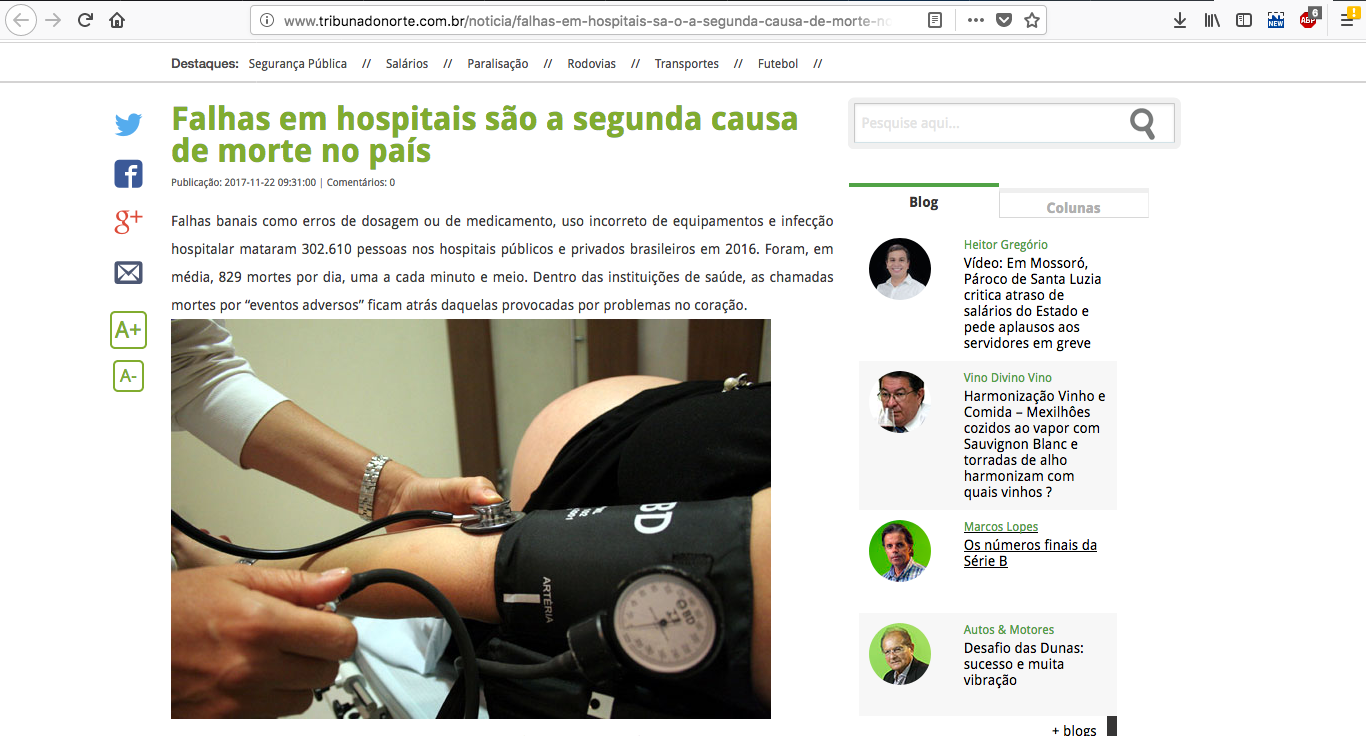 www.tribunadonorte.com.br/noticia/falhas-em-hospitais-sa-o-a-segunda-causa-de-morte-no
NEW
ABP
6
Destaques: Segurança Pública // Salários // Paralisação // Rodovias // Transportes // Futebol //
Falhas em hospitais são a segunda causa
de morte no país
Publicação: 2017-11-22 09:31:00 | Comentários: 0
Falhas banais como erros de dosagem ou de medicamento, uso incorreto de equipamentos e infecção
hospitalar mataram 302.610 pessoas nos hospitais públicos e privados brasileiros em 2016. Foram, em
média, 829 mortes por dia, uma a cada minuto e meio. Dentro das instituições de saúde, as chamadas
mortes por “eventos adversos” ficam atrás daquelas provocadas por problemas no coração.
g+
A+
A-
BD
ARTÉRIA
BD
Pesquise aqui...
Blog
Colunas
Heitor Gregório
Vídeo: Em Mossoró,
Pároco de Santa Luzia
critica atraso de
salários do Estado e
pede aplausos aos
servidores em greve
Vino Divino Vino
Harmonização Vinho e
Comida – Mexilhões
cozidos ao vapor com
Sauvignon Blanc e
torradas de alho
harmonizam com
quais vinhos ?
Marcos Lopes
Os números finais da
Série B
Autos & Motores
Desafio das Dunas:
sucesso e muita
vibração
+ blogs